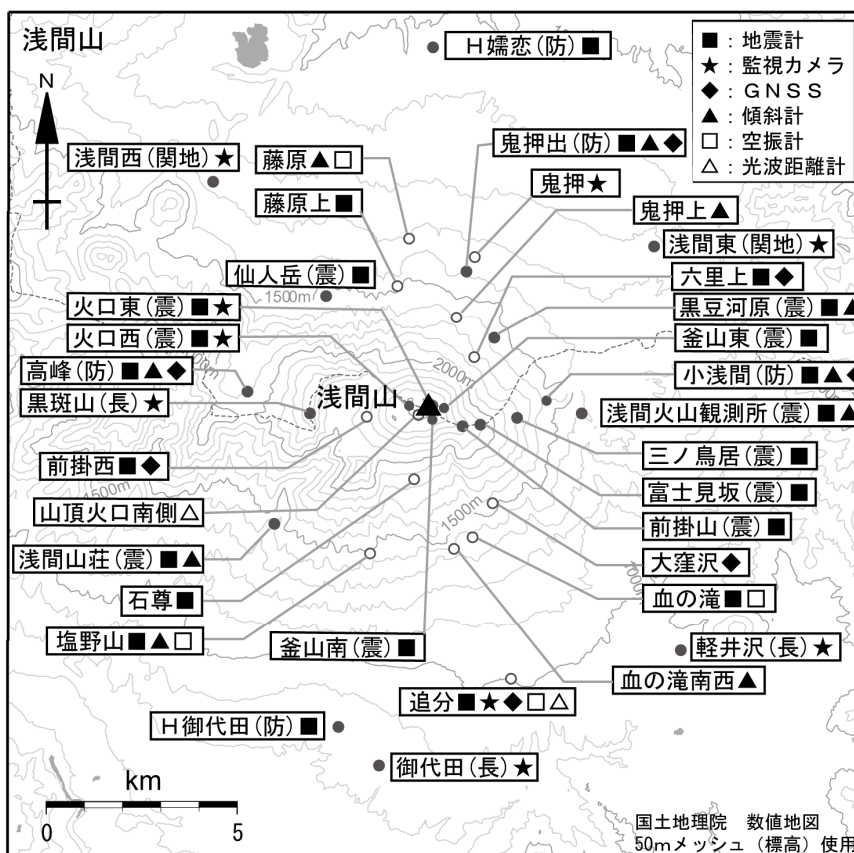 浅間山
N
H嬬恋(防)■
■：地震計
★：監視カメラ
◆：GNSS
▲：傾斜計
□：空振計
△：光波距離計
浅間西(関地)★
藤原▲□
藤原上■
鬼押出(防)■▲◆
鬼押★
鬼押上▲
浅間東(関地)★
仙人岳(震)■
1500m
六里上■◆
火口東(震)■★
黒豆河原(震)■▲
火口西(震)■★
釜山東(震)■
高峰(防)■▲◆
2000m
小浅間(防)■▲◆
黒斑山(長)★
浅間山
浅間火山観測所(震)■▲
前掛西■◆
三ノ鳥居(震)■
1500m
富士見坂(震)■
山頂火口南側△
1500m
前掛山(震)■
浅間山荘(震)■▲
大窪沢◆
石尊■
血の滝■□
塩野山■▲□
釜山南(震)■
軽井沢(長)★
血の滝南西▲
追分■★◆□△
H御代田(防)■
御代田(長)★
km
0 5
国土地理院 数値地図
50mメッシュ（標高）使用